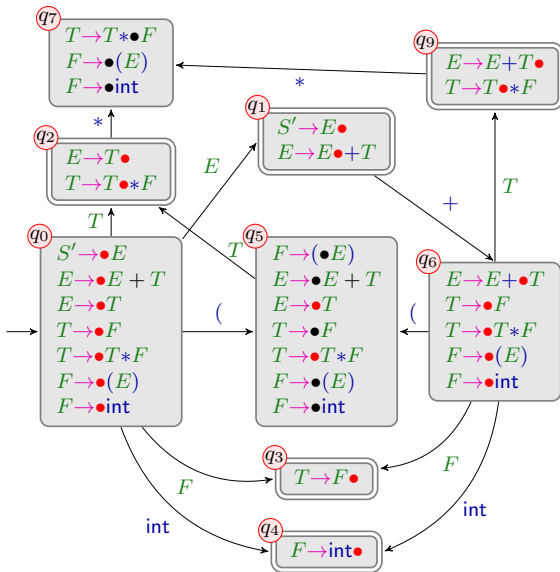 q7
T→T*●F
F→●(E)
F→●int
q9
E→E+T●
T→T●*F
*
q1
S′→E●
E→E●+T
*
q2
E→T●
T→T●*F
E
+
T
T
T
q0
S′→●E
E→●E + T
E→●T
T→●F
T→●T*F
F→●(E)
F→●int
(
q5
F→(●E)
E→●E + T
E→●T
T→●F
T→●T*F
F→●(E)
F→●int
(
q6
E→E+●T
T→●F
T→●T*F
F→●(E)
F→●int
q3
T→F●
F
F
int
int
q4
F→int●